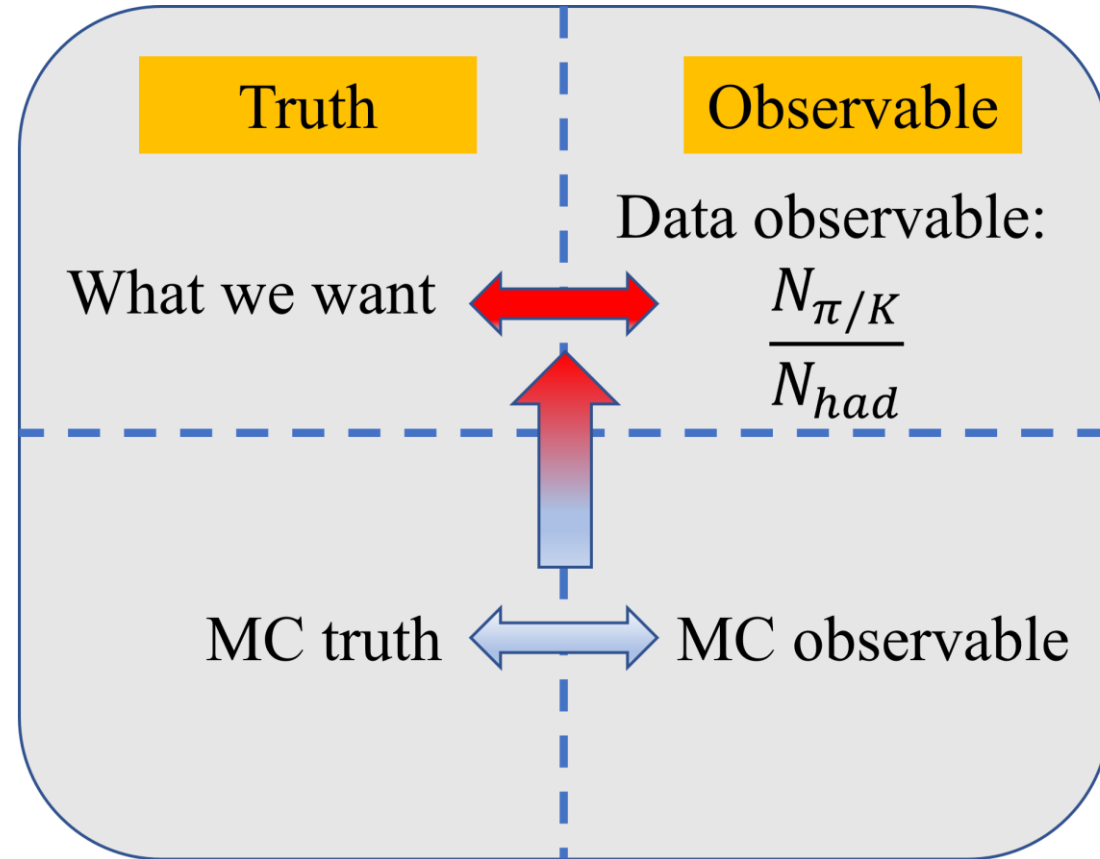 Truth
Observable
Data observable:
What we want
N_{π/K}
N_{had}
MC truth
MC observable